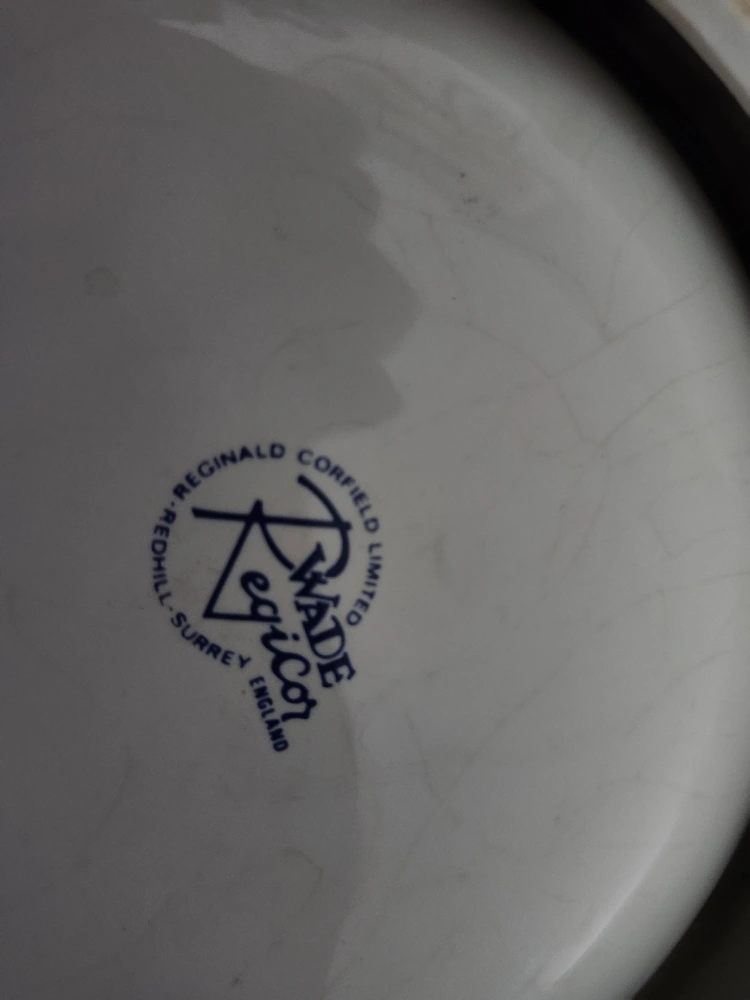 REGINALD CORFIELD LIMITED
REDHILL · SURREY
WADE
Regicor
ENGLAND